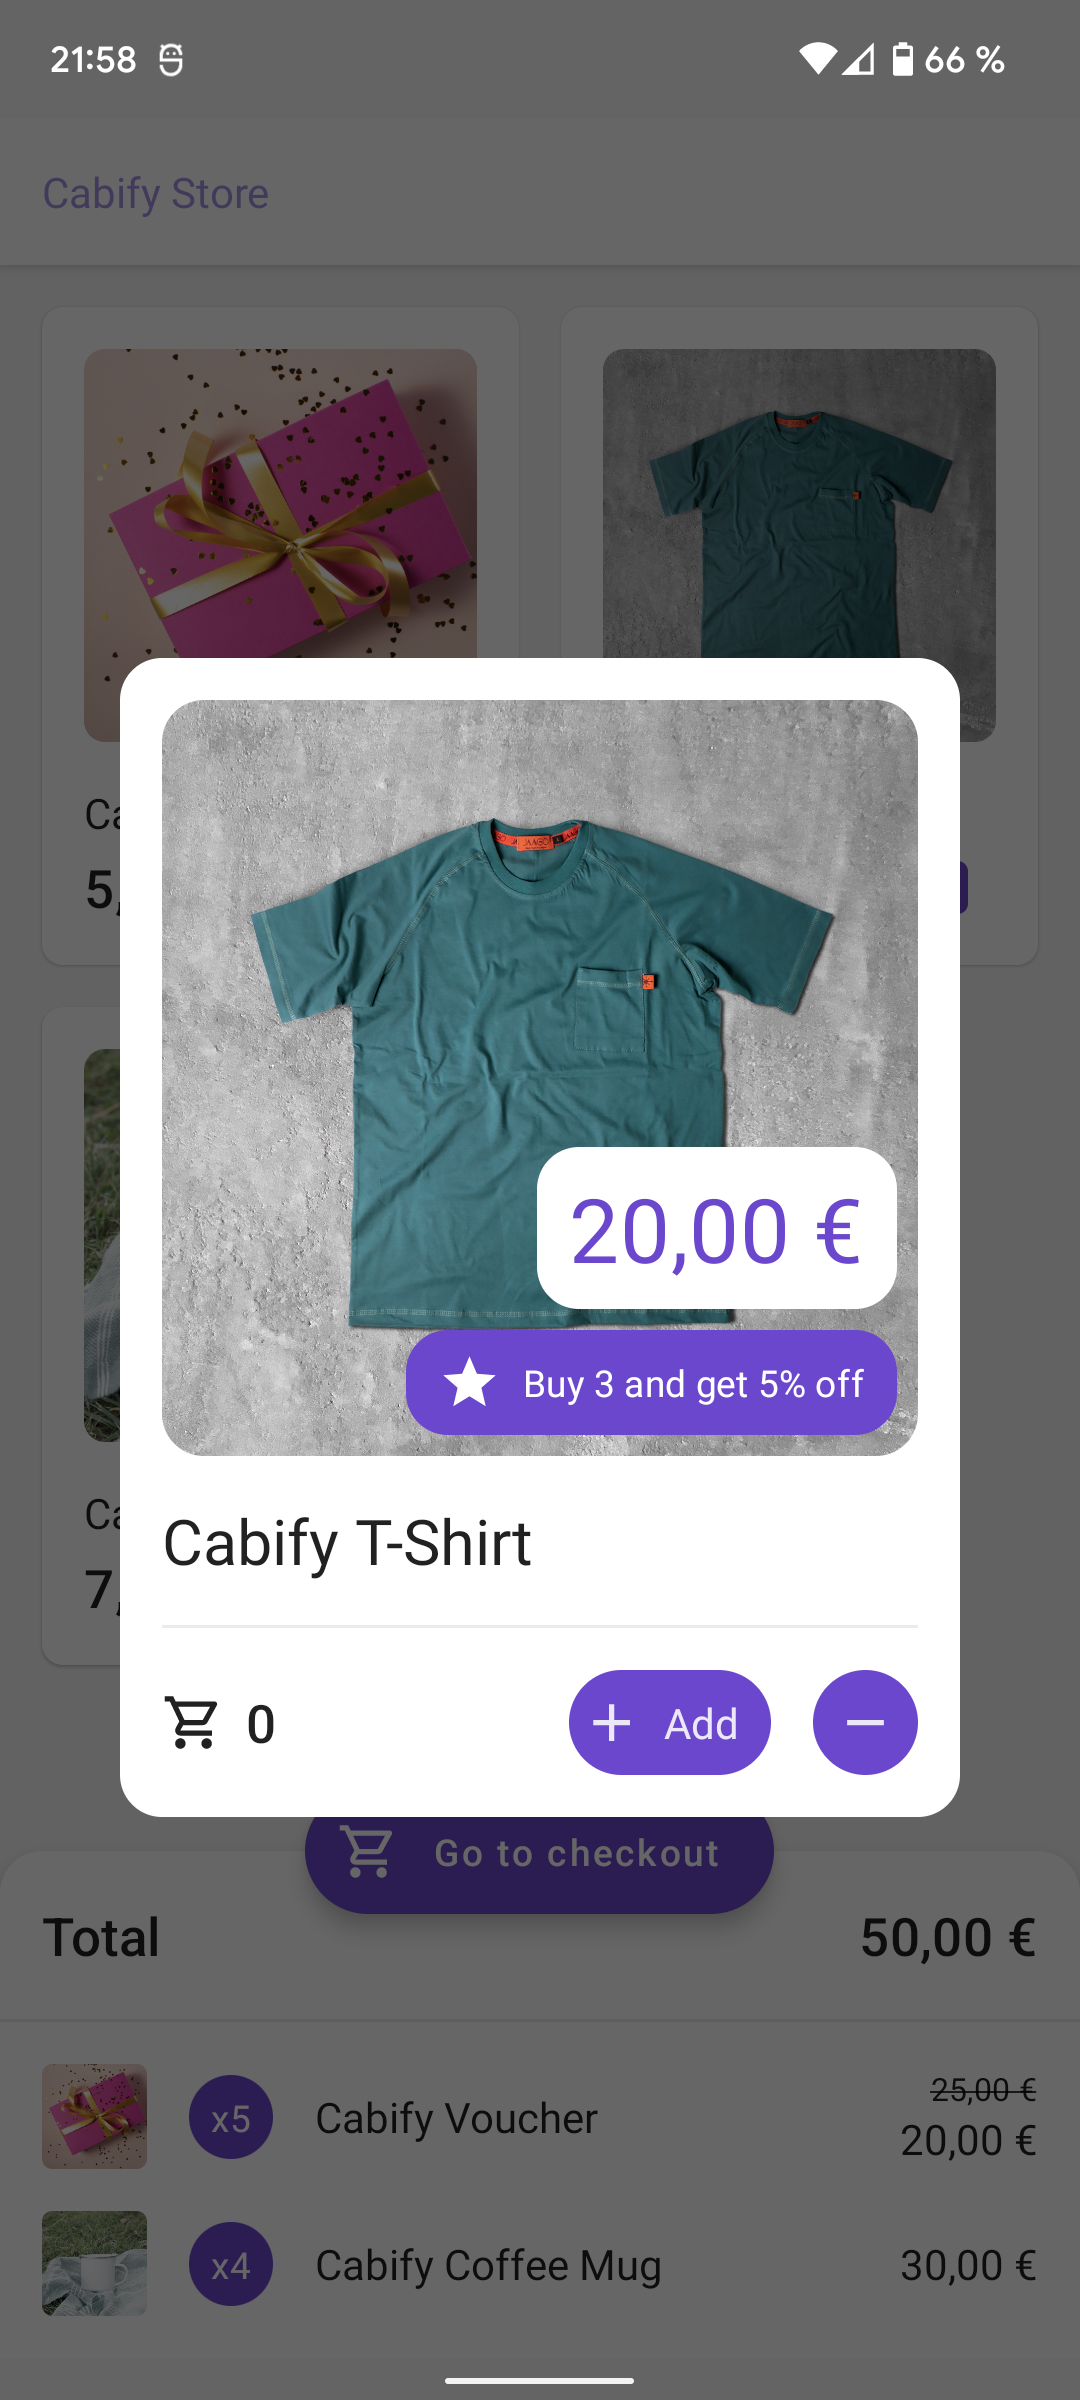 21:58
66 %
Cabify Store
Ca
5,
20,00 €
Buy 3 and get 5% off
Cabify T-Shirt
Ca
7,
0
Add
Go to checkout
Total
50,00 €
x5
Cabify Voucher
25,00 €
20,00 €
x4
Cabify Coffee Mug
30,00 €